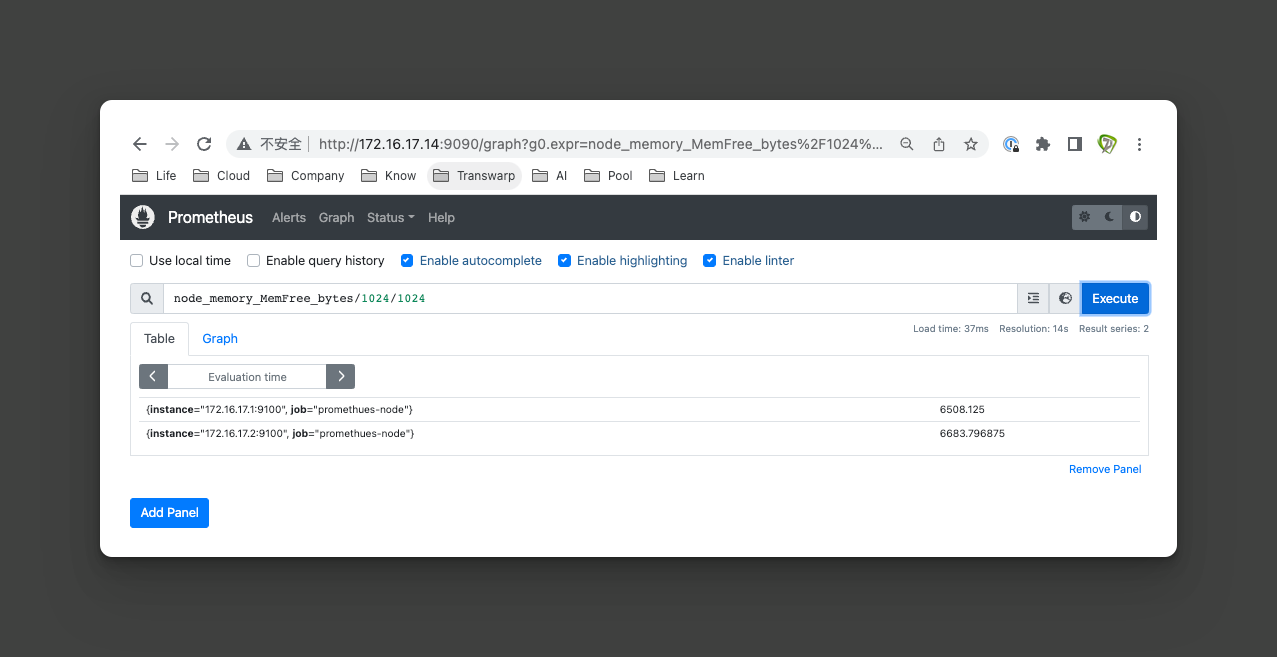 不安全 http://172.16.17.14:9090/graph?g0.expr=node_memory_MemFree_bytes%2F1024%...
Life Cloud Company Know Transwarp AI Pool Learn
Prometheus Alerts Graph Status Help
Use local time Enable query history Enable autocomplete Enable highlighting Enable linter
node_memory_MemFree_bytes/1024/1024 Execute
Table Graph Load time: 37ms Resolution: 14s Result series: 2
Evaluation time
{instance="172.16.17.1:9100", job="promethues-node"} 6508.125
{instance="172.16.17.2:9100", job="promethues-node"} 6683.796875
Remove Panel
Add Panel